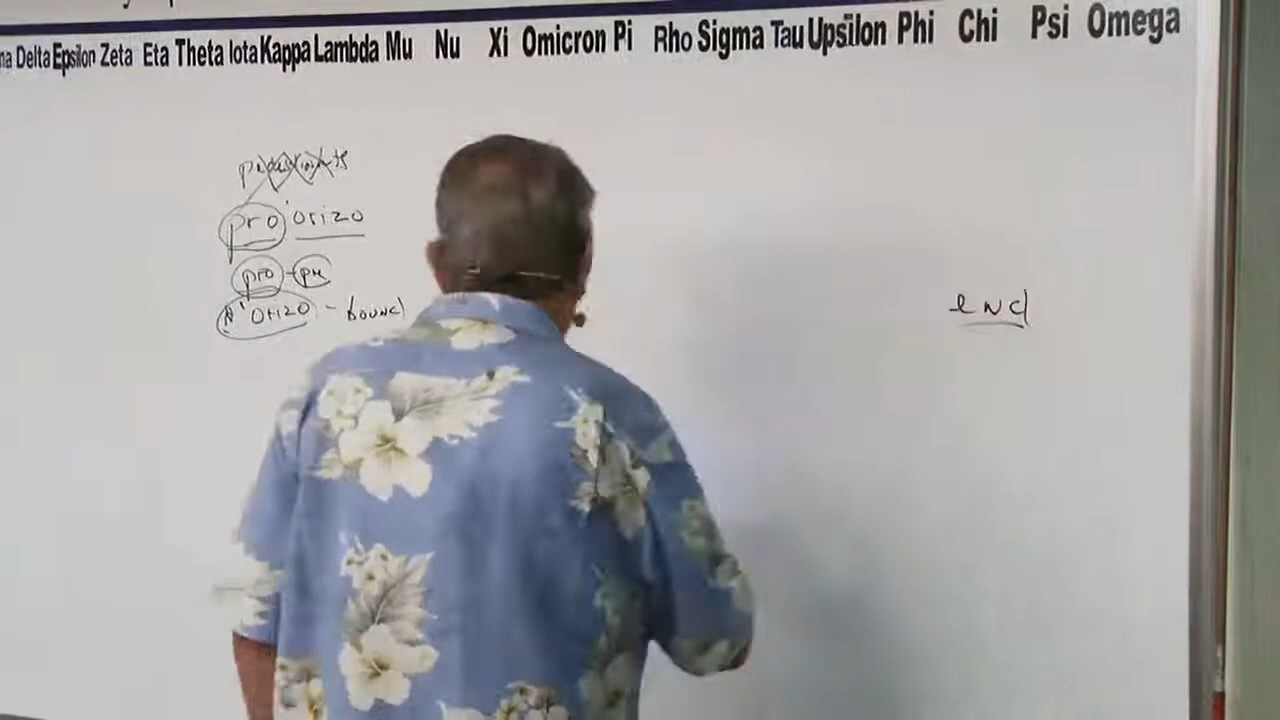 Delta Epsilon Zeta Eta Theta Iota Kappa Lambda Mu Nu Xi Omicron Pi Rho Sigma Tau Upsilon Phi Chi Psi Omega
pro 'orizo
pro - pre
'orizo - bound
end